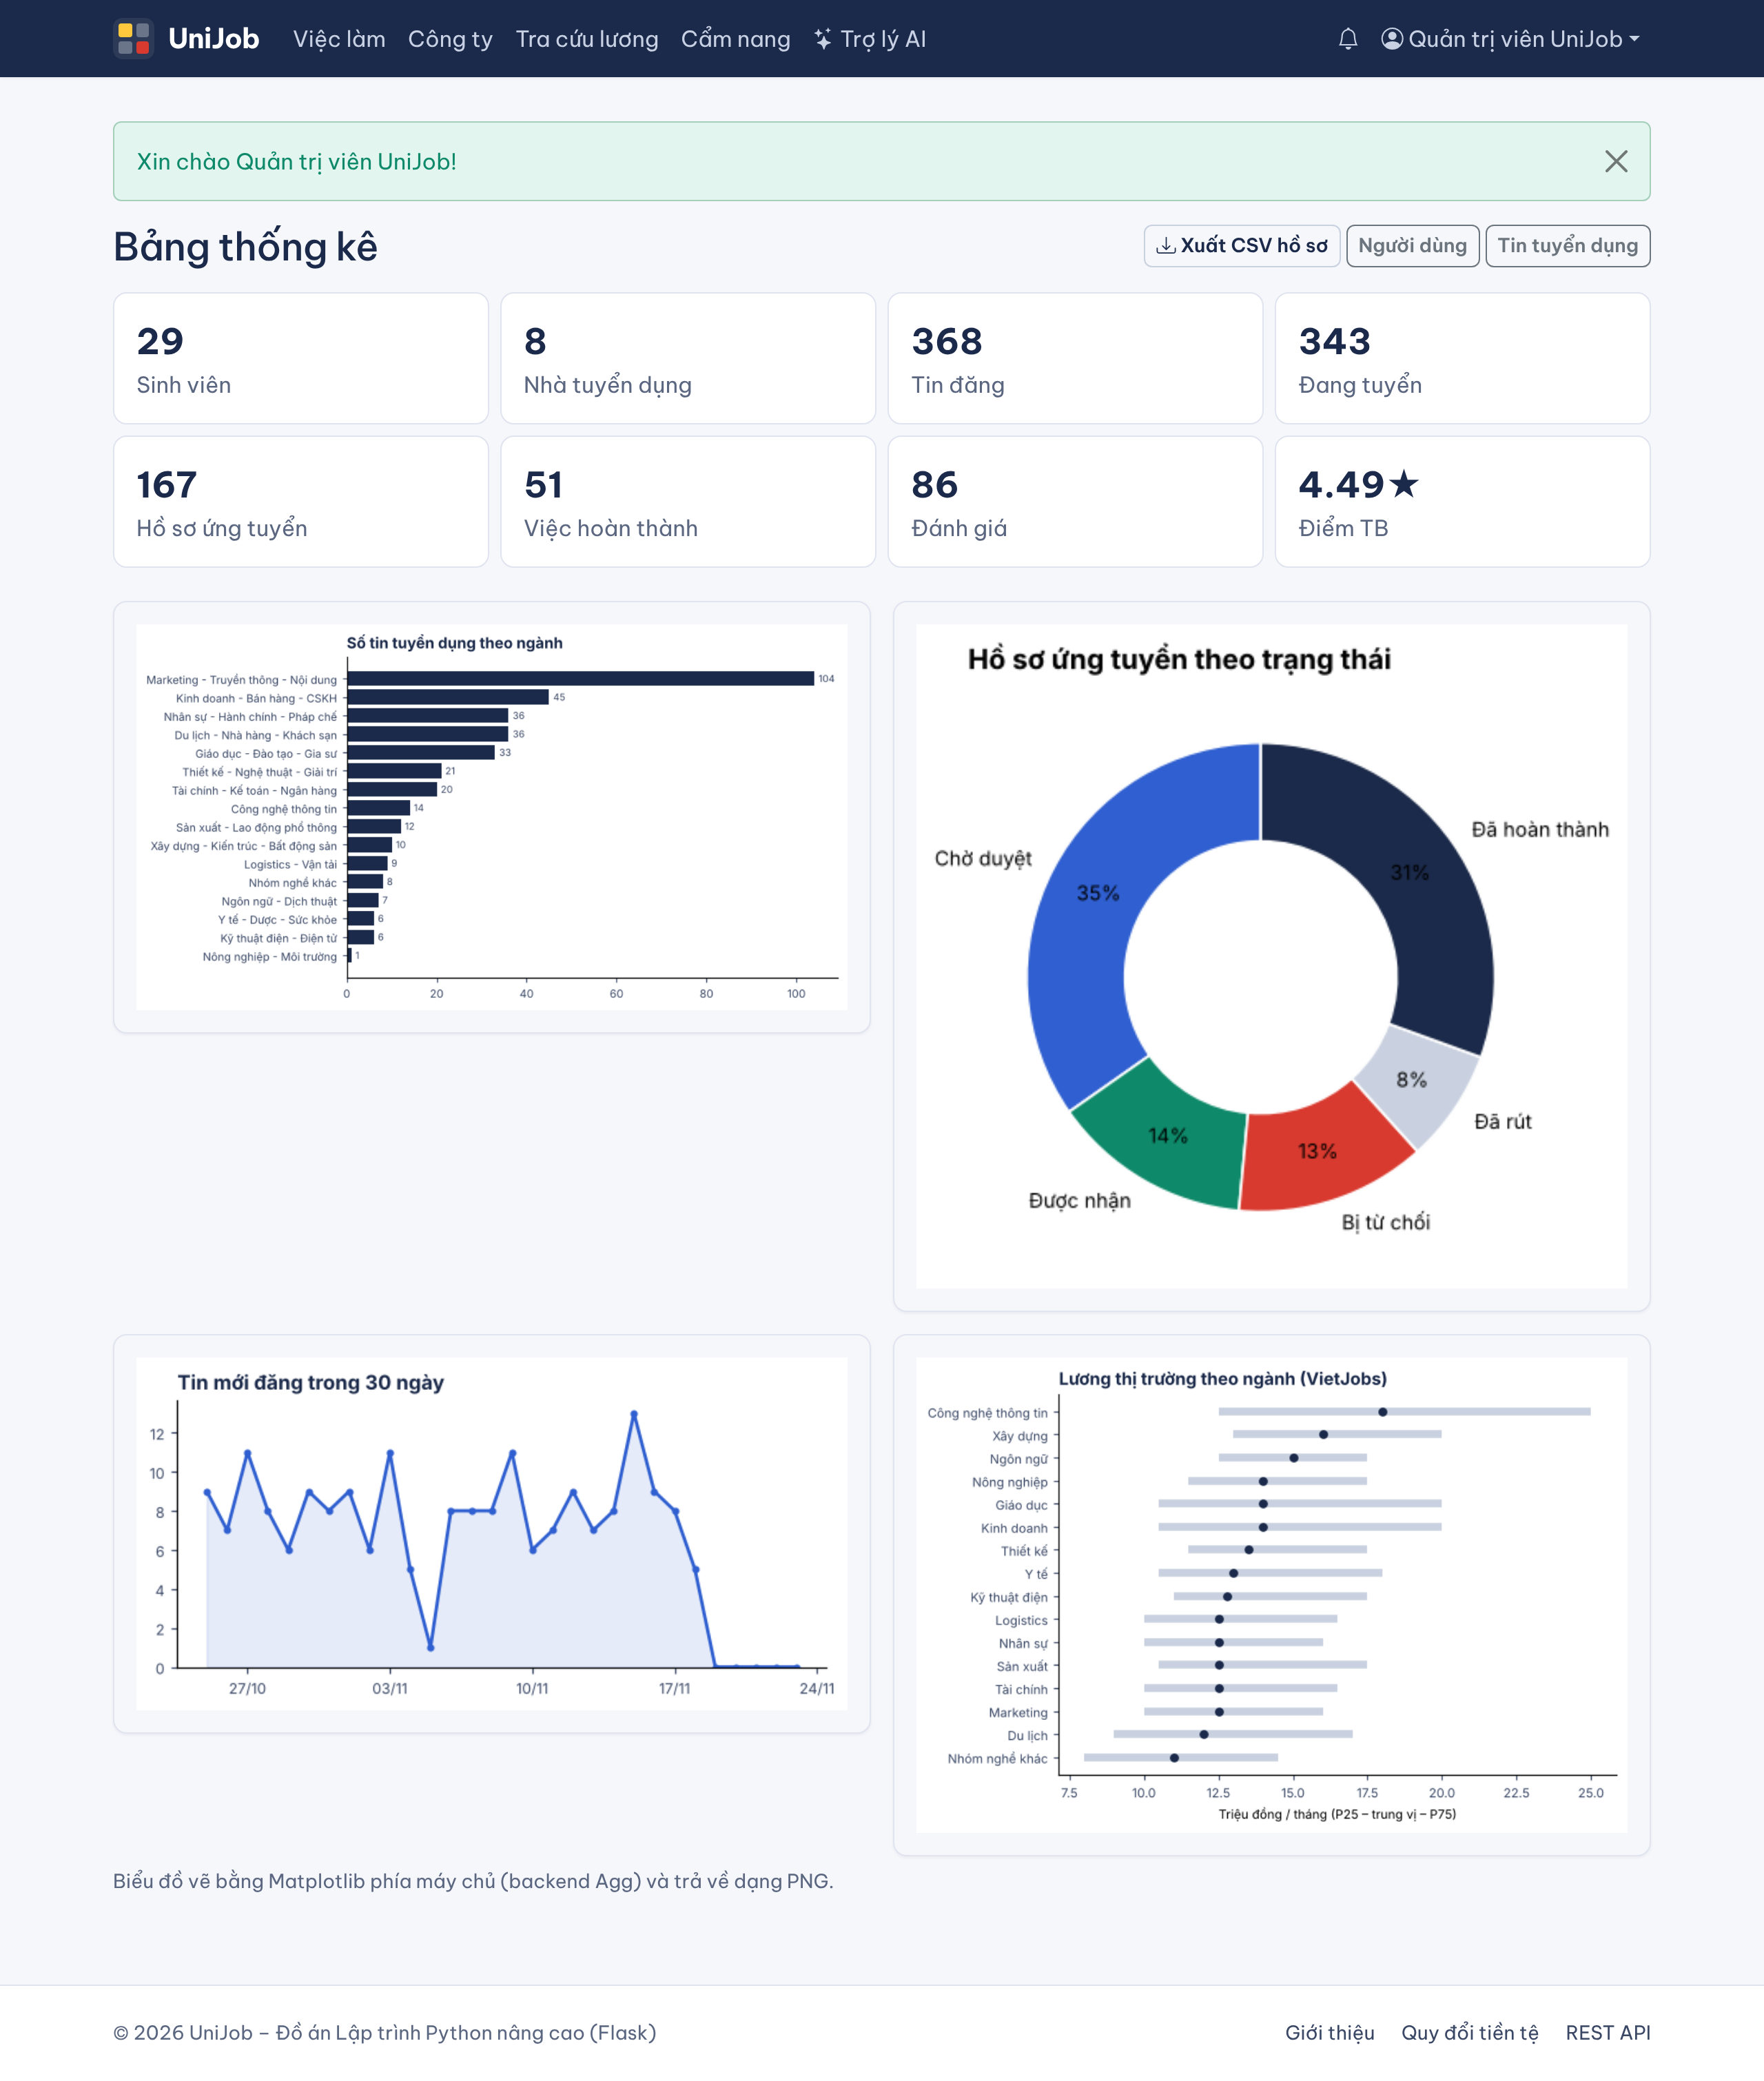 UniJob Việc làm Công ty Tra cứu lương Cẩm nang Trợ lý AI Quản trị viên UniJob
Xin chào Quản trị viên UniJob!
Bảng thống kê
Xuất CSV hồ sơ Người dùng Tin tuyển dụng
29
Sinh viên
8
Nhà tuyển dụng
368
Tin đăng
343
Đang tuyển
167
Hồ sơ ứng tuyển
51
Việc hoàn thành
86
Đánh giá
4.49★
Điểm TB
Số tin tuyển dụng theo ngành
Marketing - Truyền thông - Nội dung 104
Kinh doanh - Bán hàng - CSKH 45
Nhân sự - Hành chính - Pháp chế 36
Du lịch - Nhà hàng - Khách sạn 36
Giáo dục - Đào tạo - Gia sư 33
Thiết kế - Nghệ thuật - Giải trí 21
Tài chính - Kế toán - Ngân hàng 20
Công nghệ thông tin 14
Sản xuất - Lao động phổ thông 12
Xây dựng - Kiến trúc - Bất động sản 10
Logistics - Vận tải 9
Nhóm nghề khác 8
Ngôn ngữ - Dịch thuật 7
Y tế - Dược - Sức khỏe 6
Kỹ thuật điện - Điện tử 6
Nông nghiệp - Môi trường 1
0 20 40 60 80 100
Hồ sơ ứng tuyển theo trạng thái
Đã hoàn thành
31%
Chờ duyệt
35%
8%
Đã rút
14%
13%
Được nhận
Bị từ chối
Tin mới đăng trong 30 ngày
12
10
8
6
4
2
0
27/10 03/11 10/11 17/11 24/11
Lương thị trường theo ngành (VietJobs)
Công nghệ thông tin
Xây dựng
Ngôn ngữ
Nông nghiệp
Giáo dục
Kinh doanh
Thiết kế
Y tế
Kỹ thuật điện
Logistics
Nhân sự
Sản xuất
Tài chính
Marketing
Du lịch
Nhóm nghề khác
7.5 10.0 12.5 15.0 17.5 20.0 22.5 25.0
Triệu đồng / tháng (P25 – trung vị – P75)
Biểu đồ vẽ bằng Matplotlib phía máy chủ (backend Agg) và trả về dạng PNG.
© 2026 UniJob – Đồ án Lập trình Python nâng cao (Flask)
Giới thiệu Quy đổi tiền tệ REST API